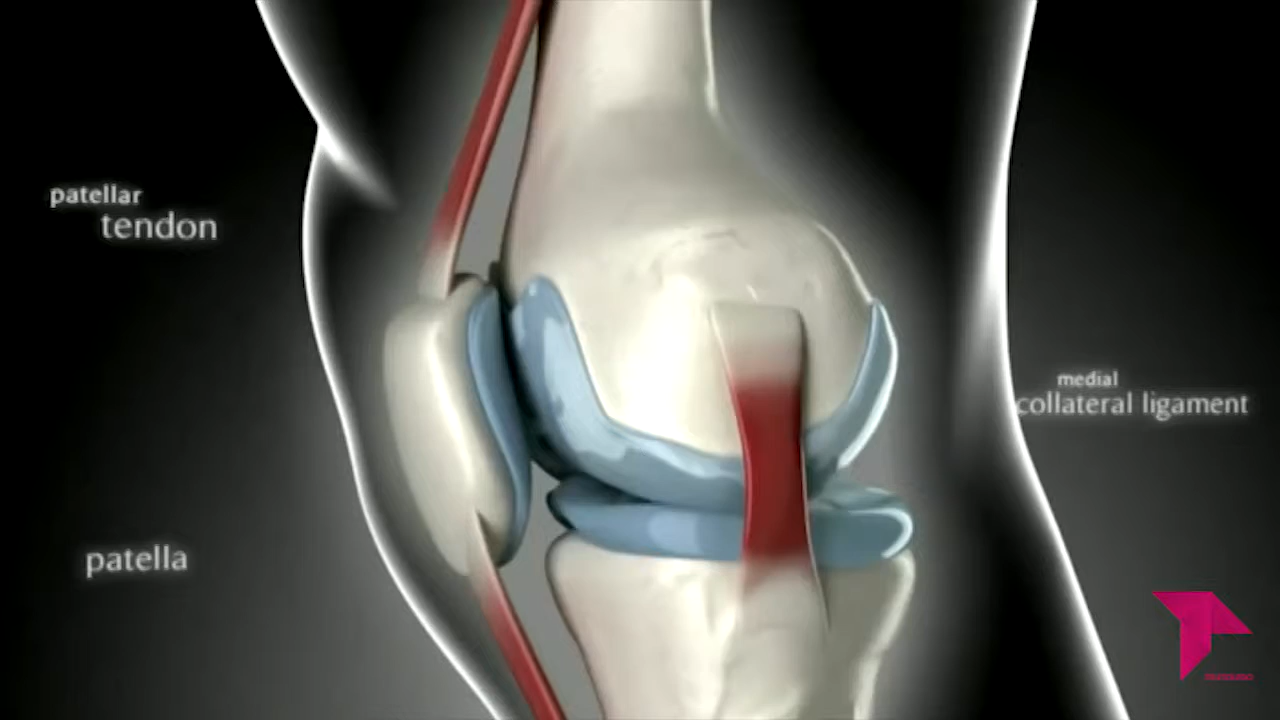 patellar
tendon
medial
collateral ligament
patella